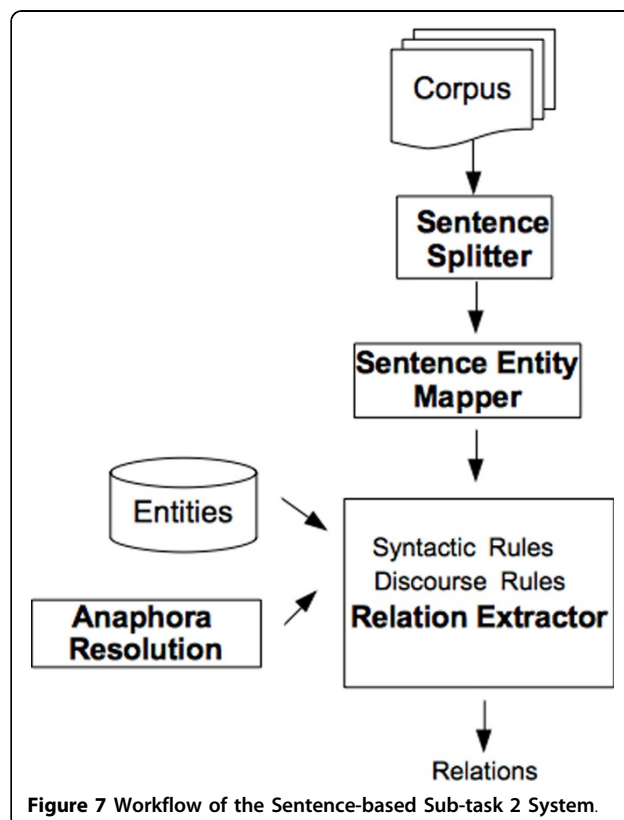 Corpus
Sentence
Splitter
Sentence Entity
Mapper
Entities
Anaphora
Resolution
Syntactic Rules
Discourse Rules
Relation Extractor
Relations
Figure 7 Workflow of the Sentence-based Sub-task 2 System.